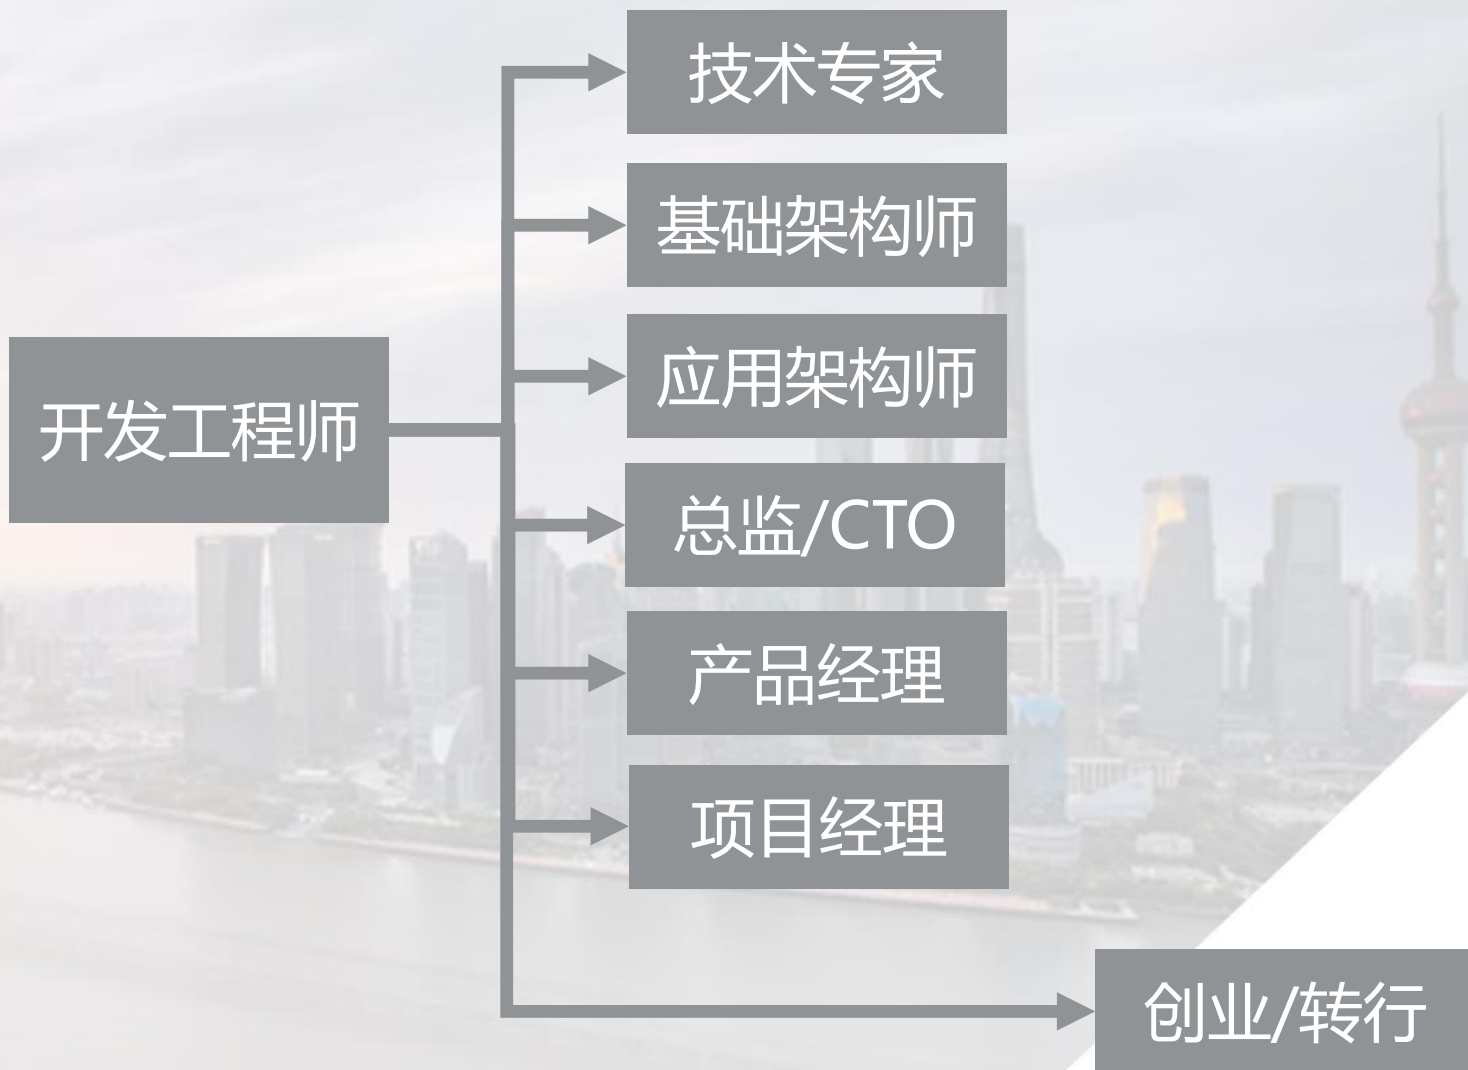 技术专家
基础架构师
应用架构师
开发工程师
总监/CTO
产品经理
项目经理
创业/转行